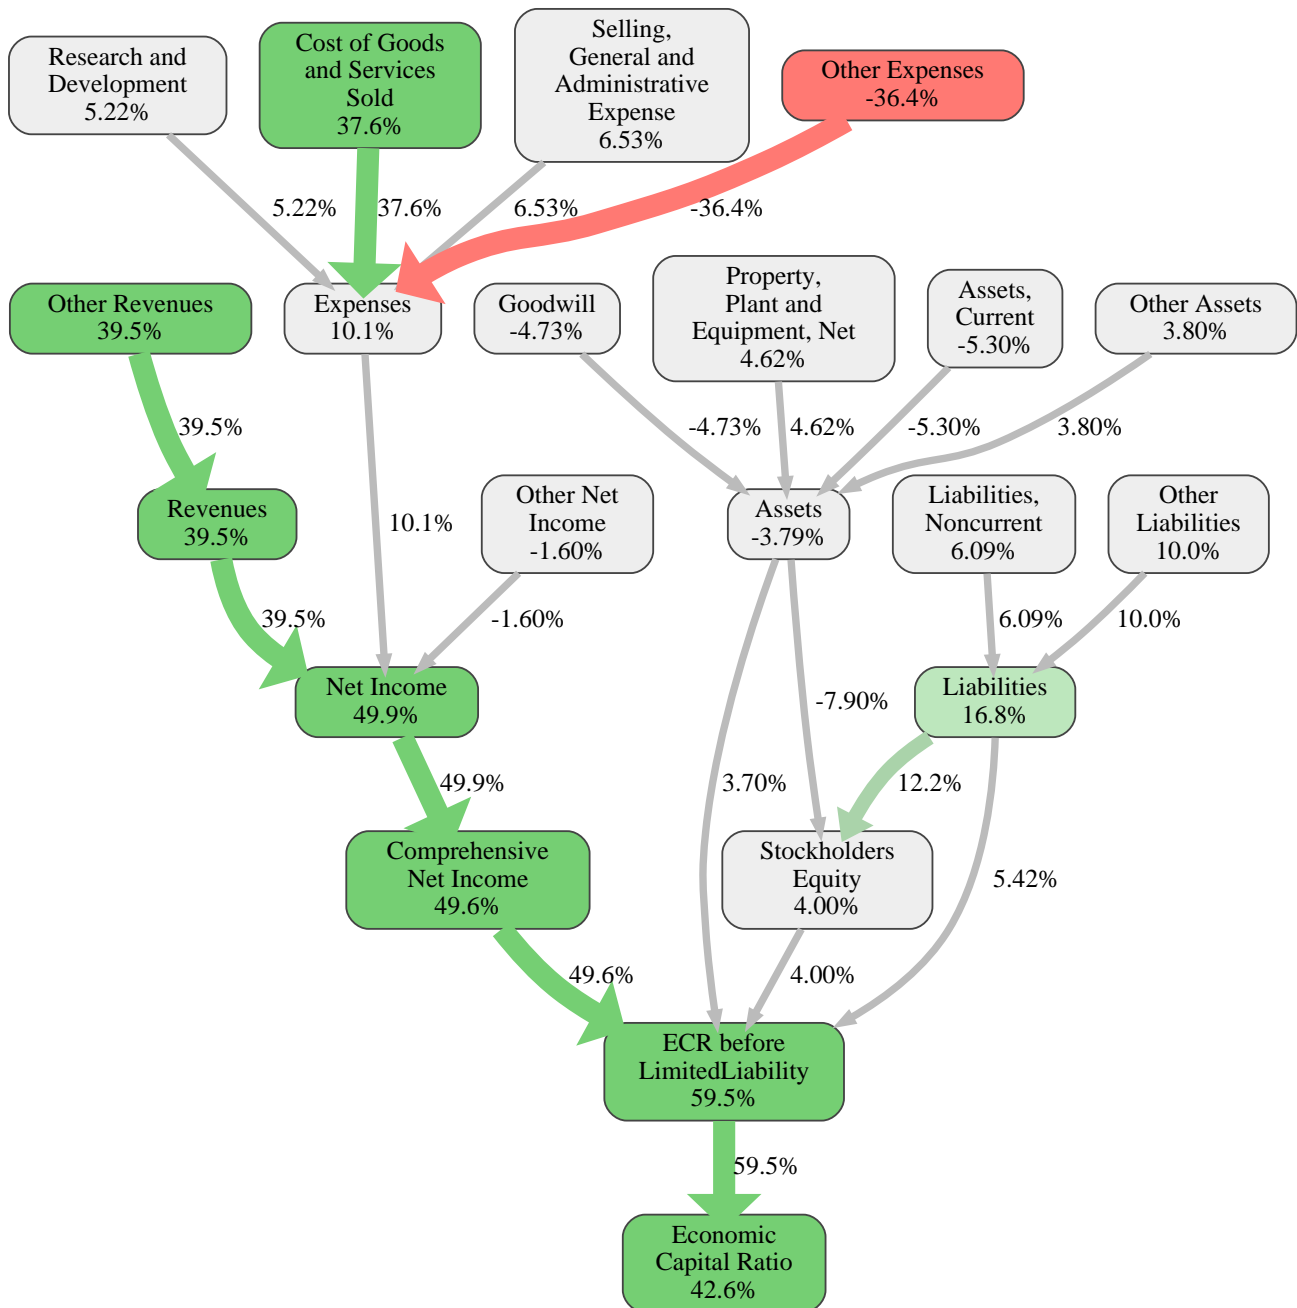 Research and
Development
5.22%
Cost of Goods
and Services
Sold
37.6%
Selling,
General and
Administrative
Expense
6.53%
Other Expenses
-36.4%
5.22%
37.6%
6.53%
-36.4%
Other Revenues
39.5%
Expenses
10.1%
Goodwill
-4.73%
Property,
Plant and
Equipment, Net
4.62%
Assets,
Current
-5.30%
Other Assets
3.80%
39.5%
-4.73%
4.62%
-5.30%
3.80%
Revenues
39.5%
10.1%
Other Net
Income
-1.60%
Assets
-3.79%
Liabilities,
Noncurrent
6.09%
Other
Liabilities
10.0%
39.5%
-1.60%
6.09%
10.0%
Net Income
49.9%
-7.90%
Liabilities
16.8%
49.9%
3.70%
12.2%
Comprehensive
Net Income
49.6%
Stockholders
Equity
4.00%
5.42%
49.6%
4.00%
ECR before
LimitedLiability
59.5%
59.5%
Economic
Capital Ratio
42.6%